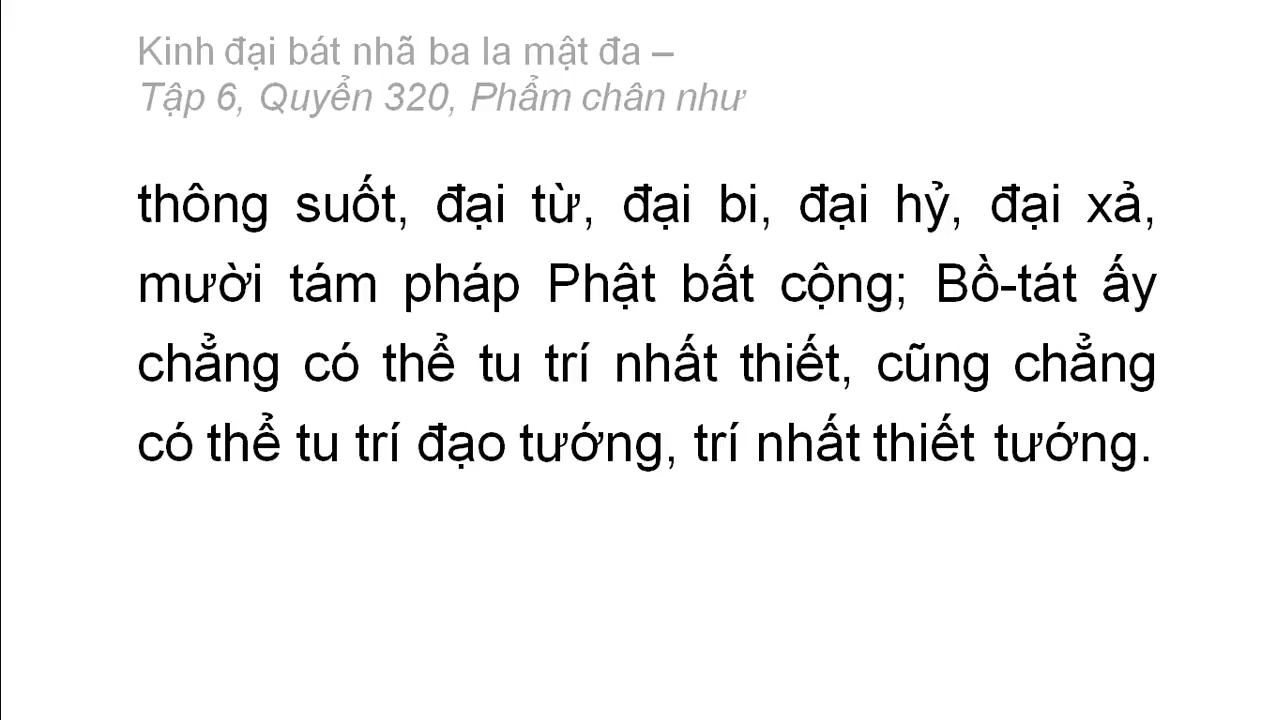 Kinh đại bát nhã ba la mật đa –
Tập 6, Quyển 320, Phẩm chân như
thông suốt, đại từ, đại bi, đại hỷ, đại xả,
mười tám pháp Phật bất cộng; Bồ-tát ấy
chẳng có thể tu trí nhất thiết, cũng chẳng
có thể tu trí đạo tướng, trí nhất thiết tướng.